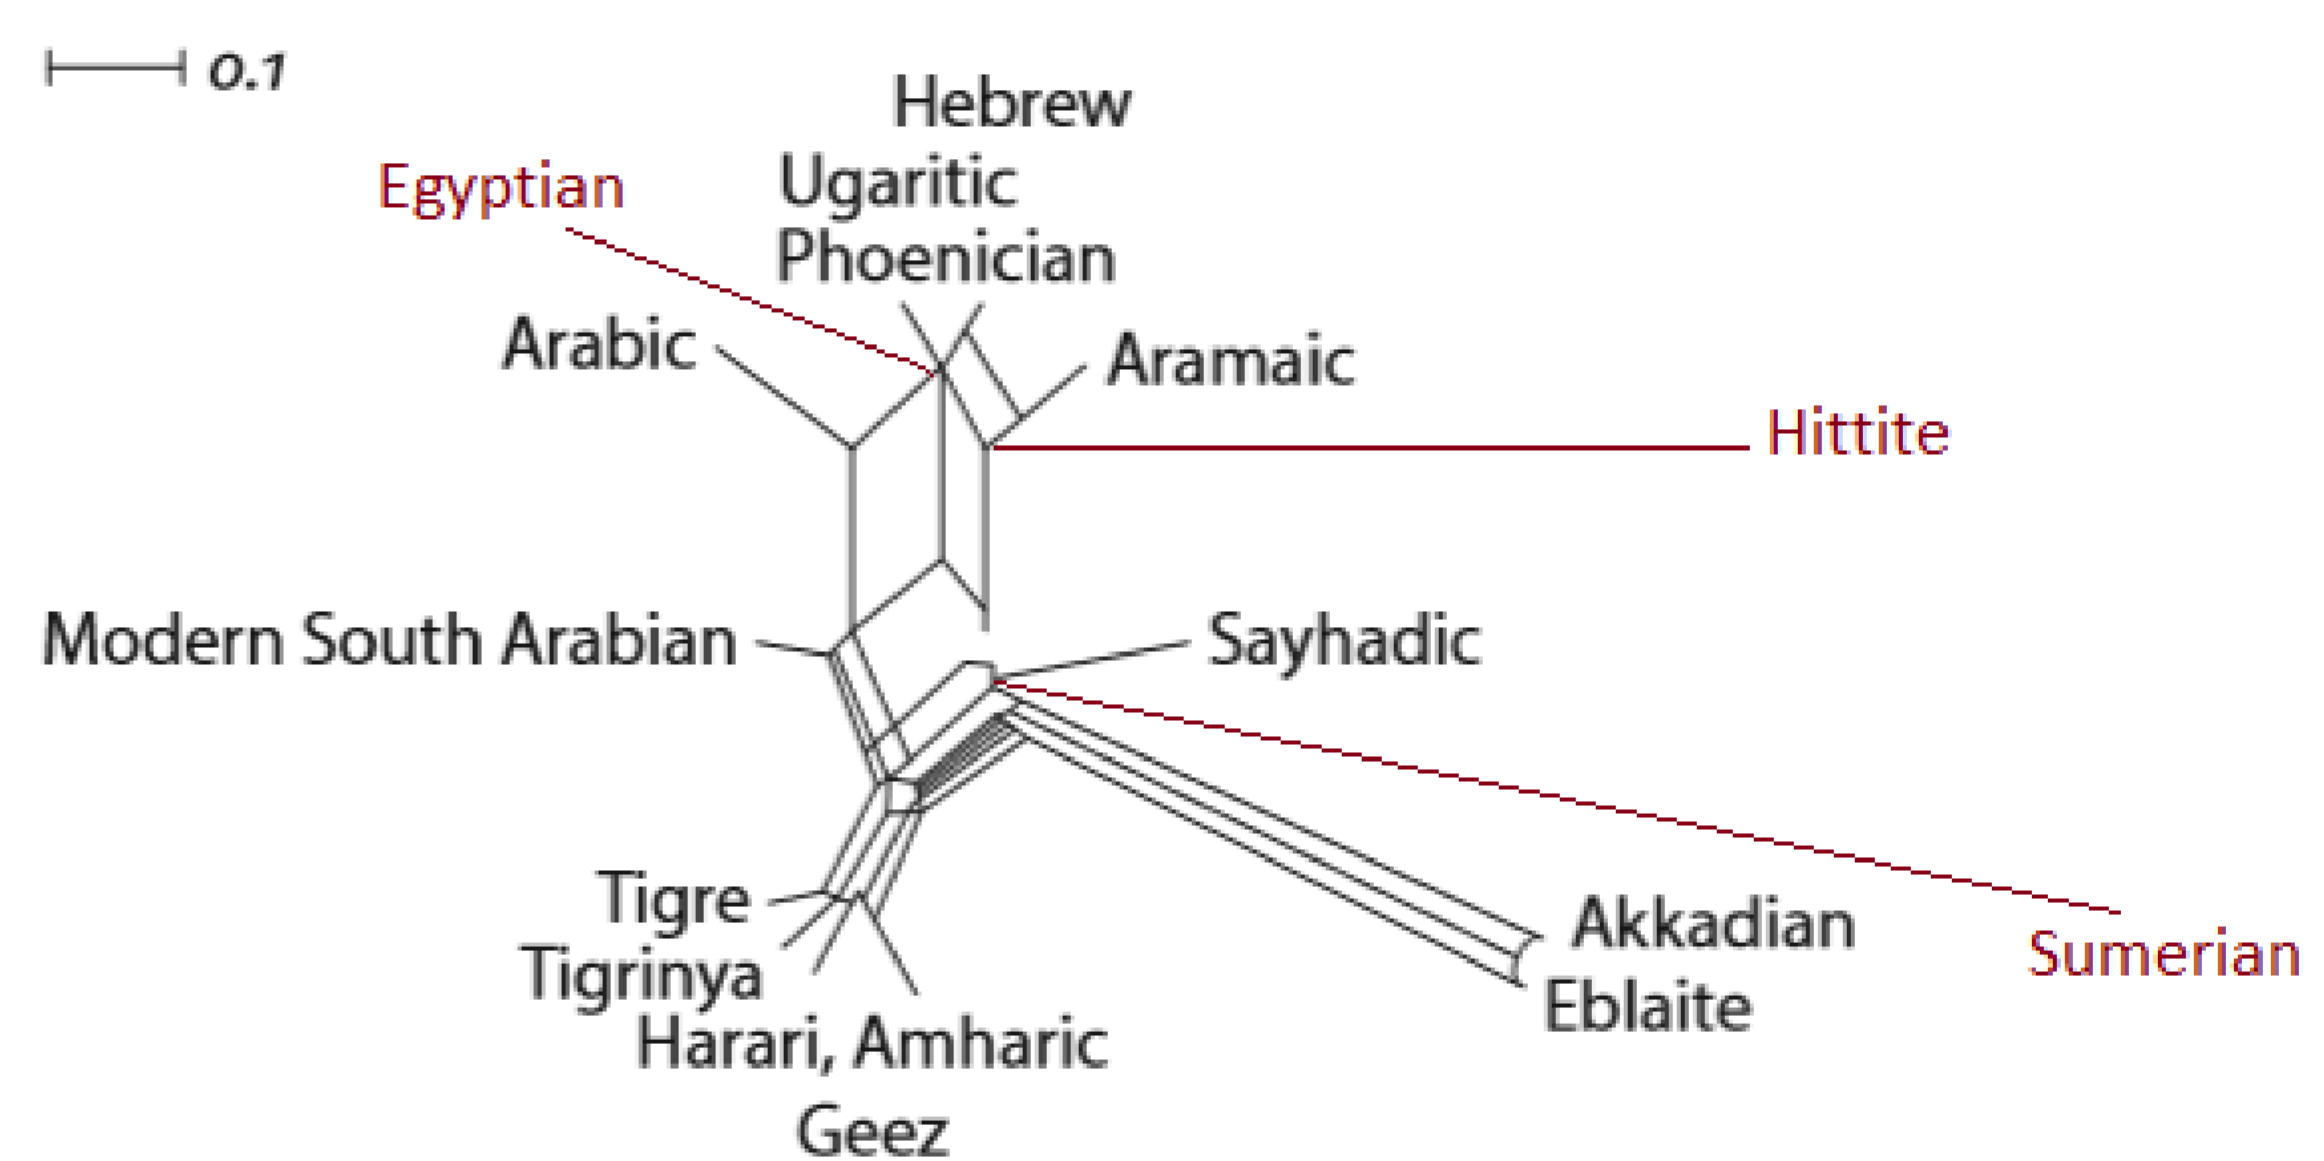 0.1
Hebrew
Egyptian
Ugaritic
Phoenician
Arabic
Aramaic
Hittite
Modern South Arabian
Sayhadic
Tigre
Akkadian
Sumerian
Tigrinya
Eblaite
Harari, Amharic
Geez